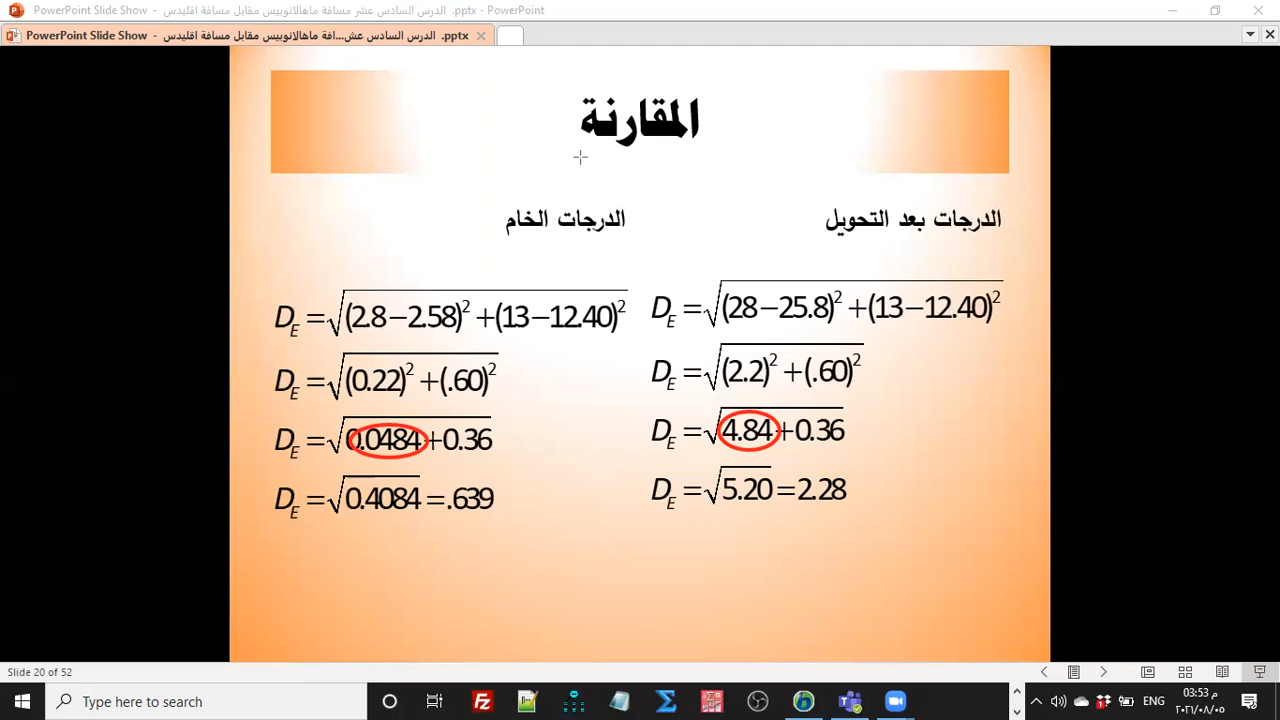 الدرس السادس عشر مسافة ماهالانوبيس مقابل مسافة اقليدس .pptx - PowerPoint Slide Show - PowerPoint
PowerPoint Slide Show - الدرس السادس عش...افة ماهالانوبيس مقابل مسافة اقليدس .pptx
المقارنة
الدرجات بعد التحويل
D_E = √((28−25.8)² + (13−12.40)²)
D_E = √((2.2)² + (.60)²)
D_E = √(4.84+0.36)
D_E = √5.20 = 2.28
الدرجات الخام
D_E = √((2.8−2.58)² + (13−12.40)²)
D_E = √((0.22)² + (.60)²)
D_E = √(0.0484+0.36)
D_E = √0.4084 = .639
Slide 20 of 52
Type here to search
ENG
03:53 م
٢٠٢١/٠٨/٠٥